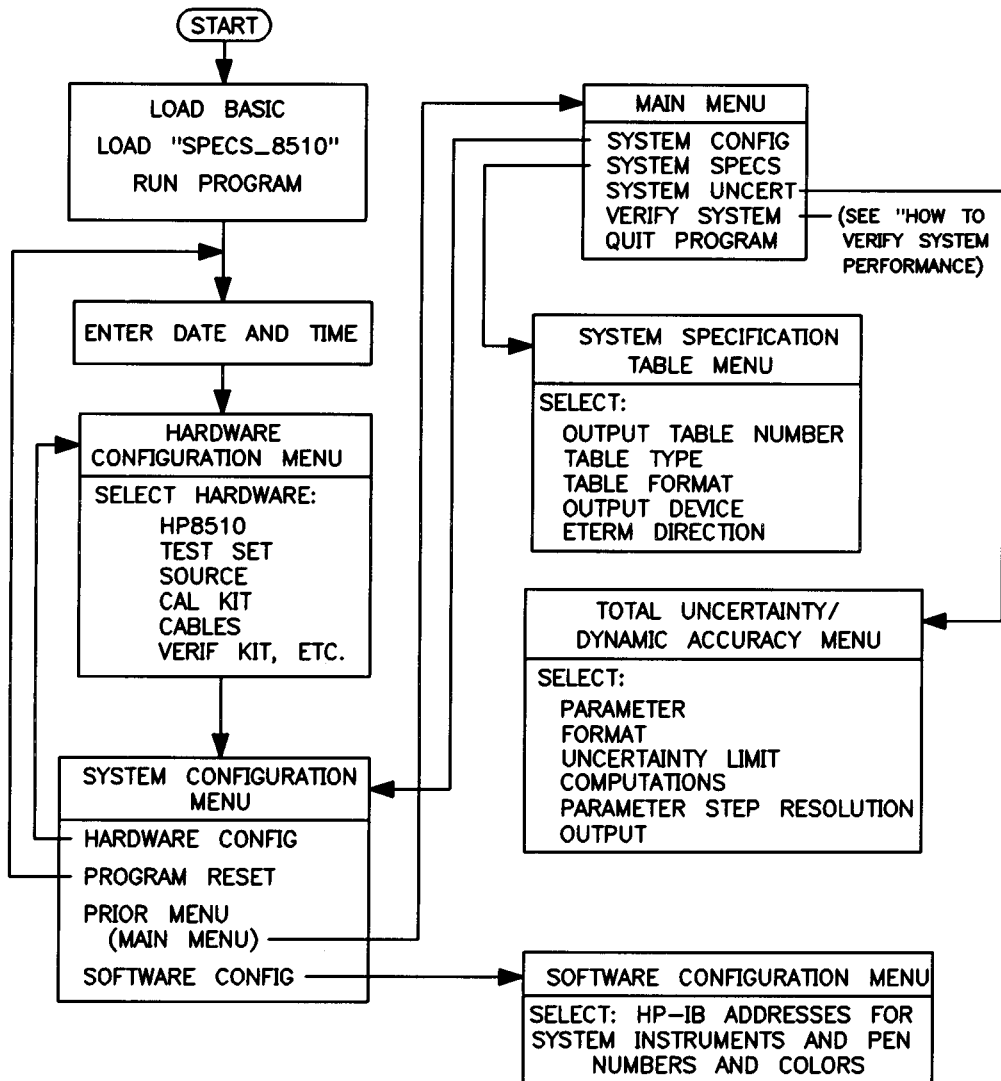 START
LOAD BASIC
LOAD "SPECS_8510"
RUN PROGRAM
ENTER DATE AND TIME
HARDWARE
CONFIGURATION MENU
SELECT HARDWARE:
HP8510
TEST SET
SOURCE
CAL KIT
CABLES
VERIF KIT, ETC.
SYSTEM CONFIGURATION
MENU
HARDWARE CONFIG
PROGRAM RESET
PRIOR MENU
(MAIN MENU)
SOFTWARE CONFIG
MAIN MENU
SYSTEM CONFIG
SYSTEM SPECS
SYSTEM UNCERT
VERIFY SYSTEM
QUIT PROGRAM
(SEE "HOW TO
VERIFY SYSTEM
PERFORMANCE)
SYSTEM SPECIFICATION
TABLE MENU
SELECT:
OUTPUT TABLE NUMBER
TABLE TYPE
TABLE FORMAT
OUTPUT DEVICE
ETERM DIRECTION
TOTAL UNCERTAINTY/
DYNAMIC ACCURACY MENU
SELECT:
PARAMETER
FORMAT
UNCERTAINTY LIMIT
COMPUTATIONS
PARAMETER STEP RESOLUTION
OUTPUT
SOFTWARE CONFIGURATION MENU
SELECT: HP-IB ADDRESSES FOR
SYSTEM INSTRUMENTS AND PEN
NUMBERS AND COLORS